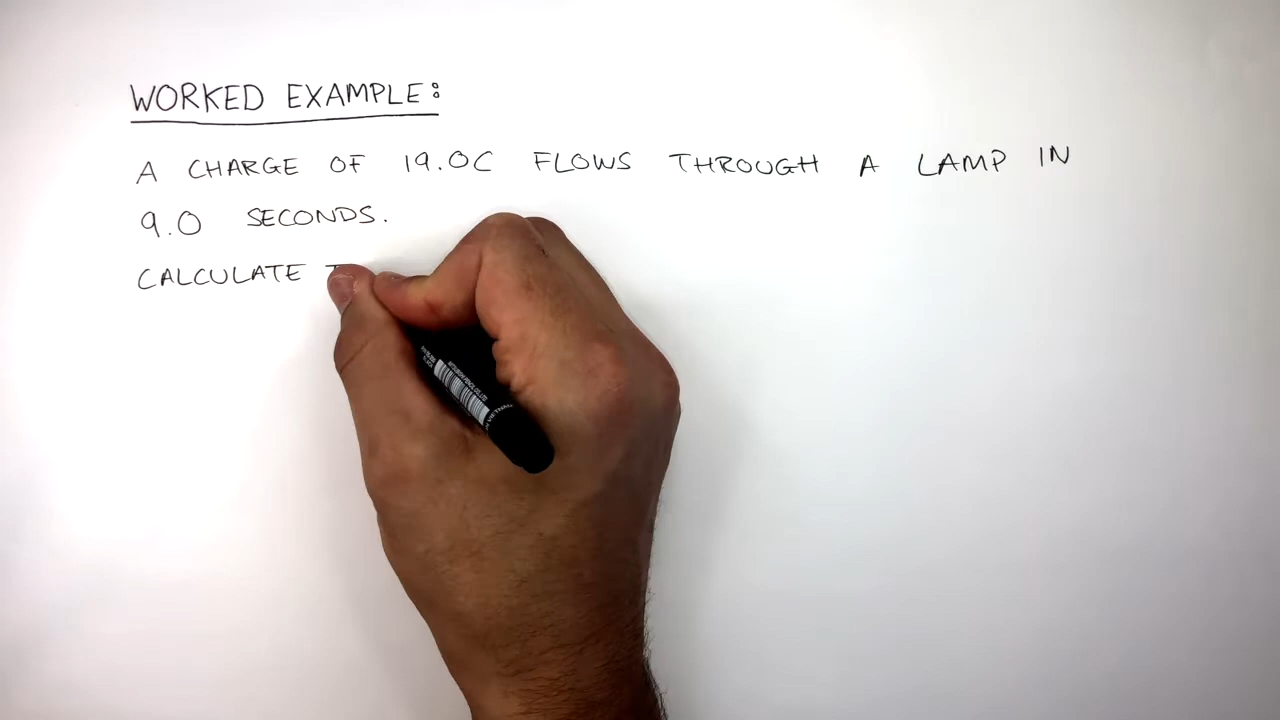 WORKED EXAMPLE:
A CHARGE OF 19.0C FLOWS THROUGH A LAMP IN
9.0 SECONDS.
CALCULATE T